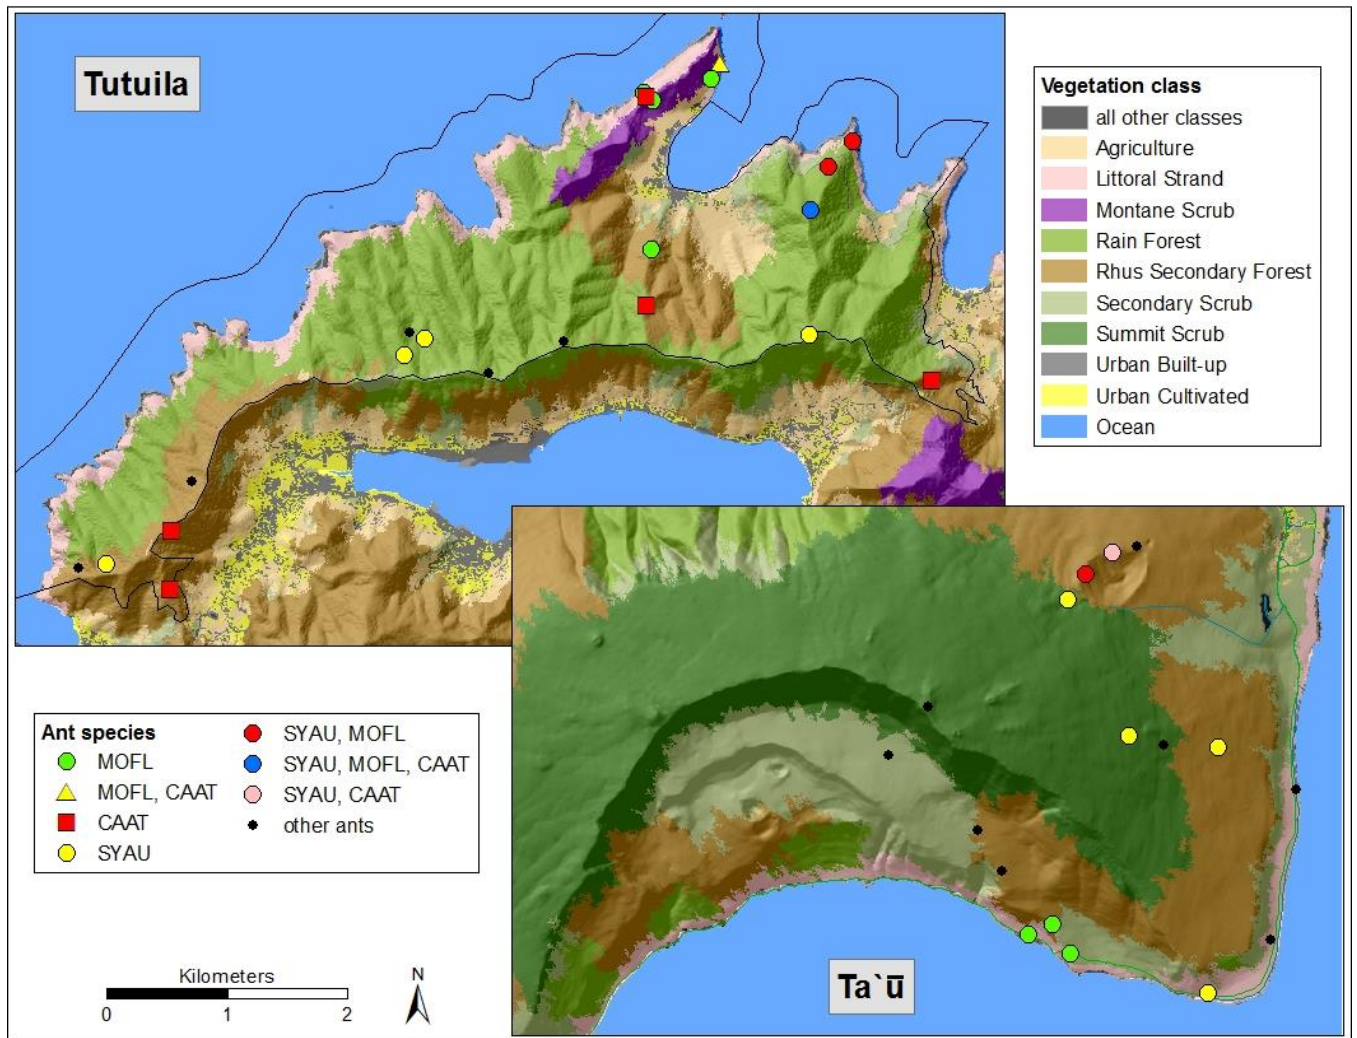 Tutuila
Vegetation class
all other classes
Agriculture
Littoral Strand
Montane Scrub
Rain Forest
Rhus Secondary Forest
Secondary Scrub
Summit Scrub
Urban Built-up
Urban Cultivated
Ocean
Ant species
MOFL
MOFL, CAAT
CAAT
SYAU
SYAU, MOFL
SYAU, MOFL, CAAT
SYAU, CAAT
other ants
Kilometers
0 1 2
N
Ta`ū